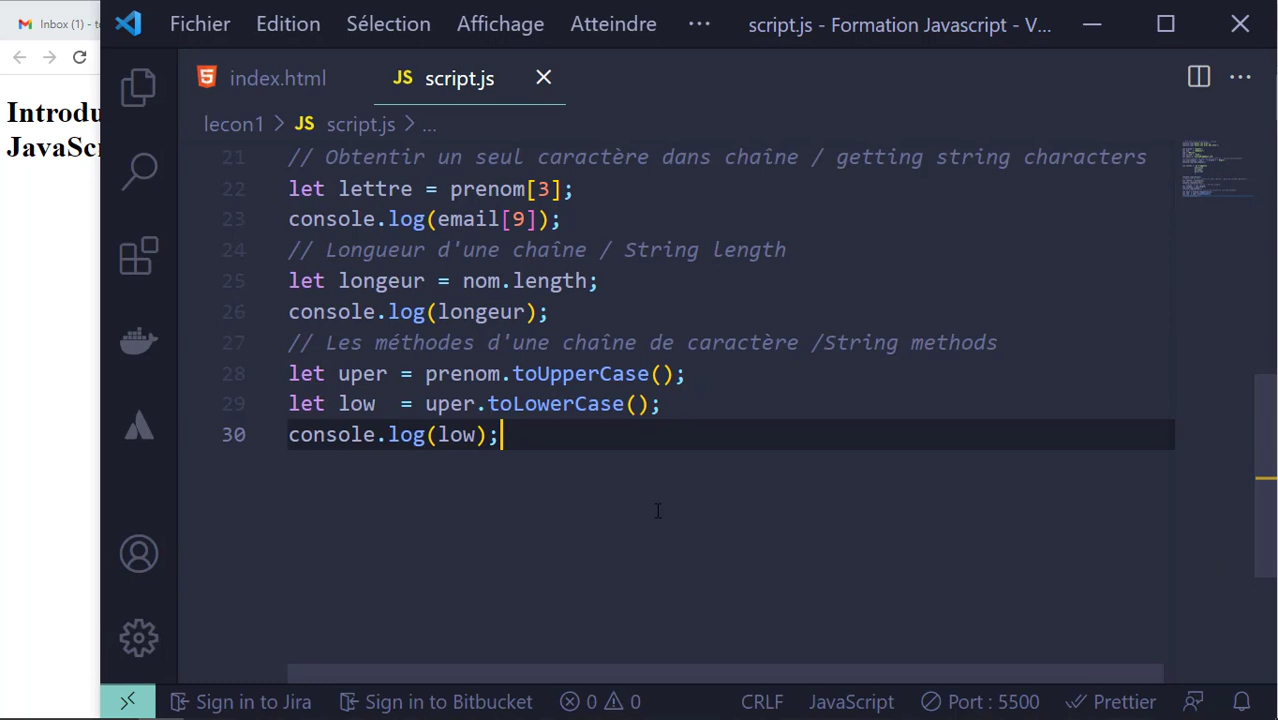 Inbox (1) - t
Fichier Edition Sélection Affichage Atteindre ··· script.js - Formation Javascript - V...
index.html JS script.js
lecon1 > JS script.js > ...
Introdu
JavaScr
21 // Obtentir un seul caractère dans chaîne / getting string characters
22 let lettre = prenom[3];
23 console.log(email[9]);
24 // Longueur d'une chaîne / String length
25 let longeur = nom.length;
26 console.log(longeur);
27 // Les méthodes d'une chaîne de caractère /String methods
28 let uper = prenom.toUpperCase();
29 let low  = uper.toLowerCase();
30 console.log(low);
Sign in to Jira Sign in to Bitbucket 0 0 CRLF JavaScript Port : 5500 Prettier